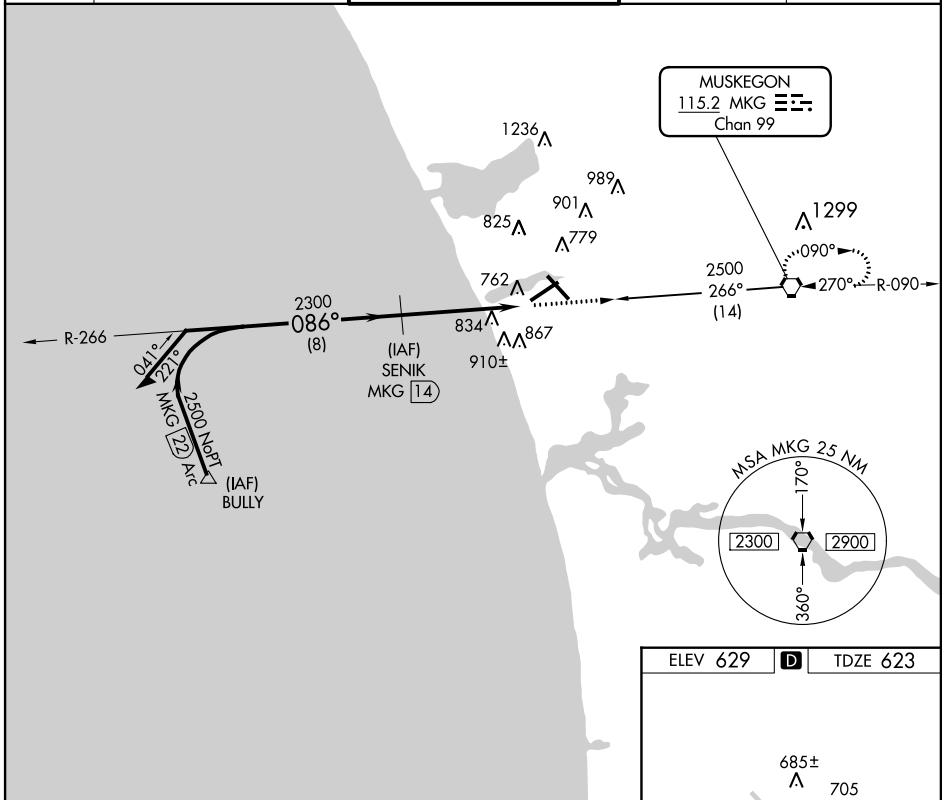 MUSKEGON
115.2 MKG
Chan 99
1236
989
901
1299
825
779
090°
2500
762
266°
270°
R-090
(14)
2300
086°
(8)
R-266
834
867
910±
(IAF)
SENIK
MKG 14
041°
221°
2500 NoPT
MKG 22 Arc
(IAF)
BULLY
MSA MKG 25 NM
170°
2300
2900
360°
ELEV 629 D TDZE 623
685±
705